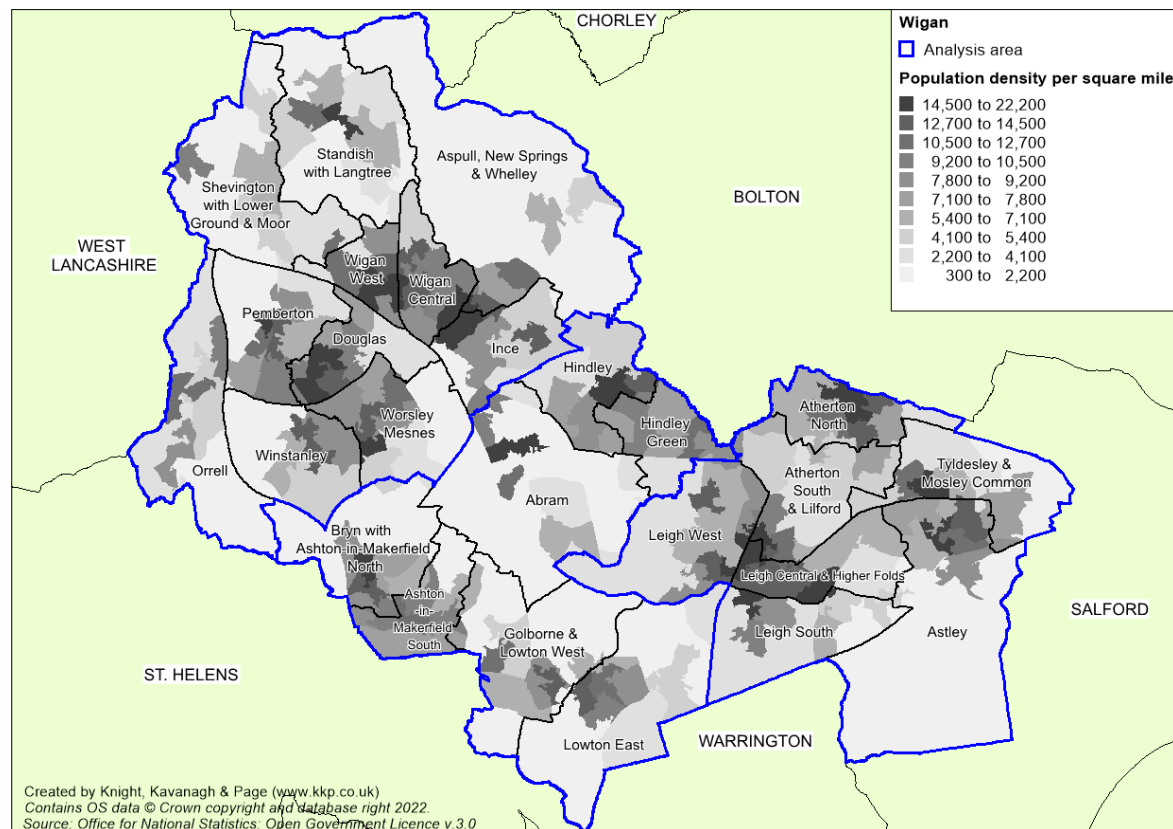 CHORLEY
Wigan
Analysis area
Population density per square mile
14,500 to 22,200
12,700 to 14,500
10,500 to 12,700
9,200 to 10,500
7,800 to 9,200
7,100 to 7,800
5,400 to 7,100
4,100 to 5,400
2,200 to 4,100
300 to 2,200
Standish
with Langtree
Aspull, New Springs
& Whelley
Shevington
with Lower
Ground & Moor
BOLTON
WEST
LANCASHIRE
Wigan
West
Wigan
Central
Pemberton
Douglas
Ince
Hindley
Worsley
Mesnes
Hindley
Green
Atherton
North
Winstanley
Orrell
Atherton
South
& Lilford
Tyldesley &
Mosley Common
Abram
Bryn with
Ashton-in-Makerfield
North
Leigh West
Leigh Central & Higher Folds
Ashton
-in-
Makerfield
South
SALFORD
Golborne &
Lowton West
Leigh South
Astley
ST. HELENS
Lowton East
WARRINGTON
Created by Knight, Kavanagh & Page (www.kkp.co.uk)
Contains OS data © Crown copyright and database right 2022.
Source: Office for National Statistics: Open Government Licence v.3.0